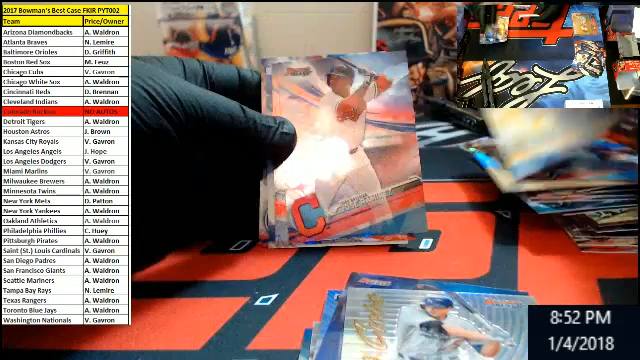 2017 Bowman's Best Case FKIR PYT002
Team Price/Owner
Arizona Diamondbacks A. Waldron
Atlanta Braves N. Lemire
Baltimore Orioles D. Griffith
Boston Red Sox M. Feuz
Chicago Cubs V. Gavron
Chicago White Sox A. Waldron
Cincinnati Reds D. Brennan
Cleveland Indians A. Waldron
Colorado Rockies NO AUTOS
Detroit Tigers A. Waldron
Houston Astros J. Brown
Kansas City Royals V. Gavron
Los Angeles Angels J. Hope
Los Angeles Dodgers V. Gavron
Miami Marlins V. Gavron
Milwaukee Brewers A. Waldron
Minnesota Twins A. Waldron
New York Mets D. Patton
New York Yankees A. Waldron
Oakland Athletics A. Waldron
Philadelphia Phillies C. Huey
Pittsburgh Pirates A. Waldron
Saint (St.) Louis Cardinals V. Gavron
San Diego Padres A. Waldron
San Francisco Giants A. Waldron
Seattle Mariners A. Waldron
Tampa Bay Rays N. Lemire
Texas Rangers A. Waldron
Toronto Blue Jays A. Waldron
Washington Nationals V. Gavron
C
8:52 PM
1/4/2018